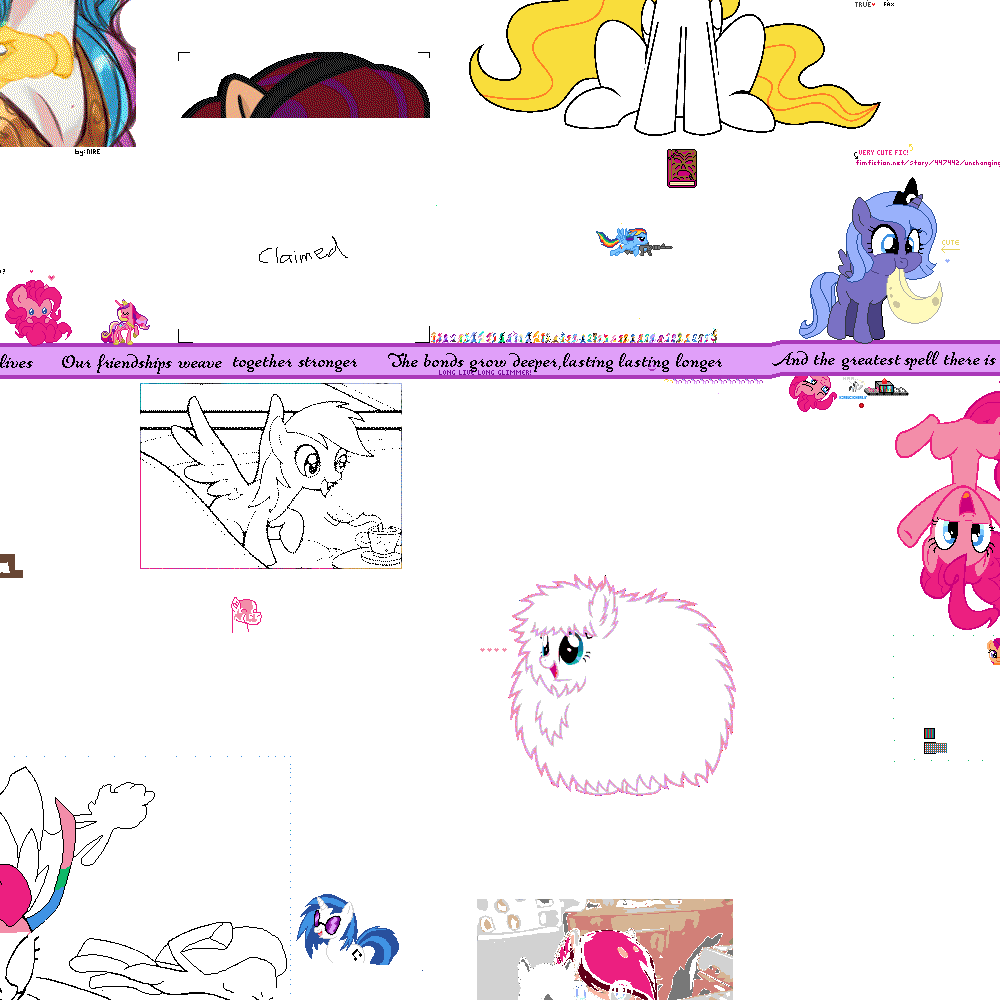 TRUE♥ FAX
by:NIRE
VERY CUTE FIC!
fimfiction.net/story/447442/unchanging
CUTE
Claimed
?
lives Our friendships weave together stronger The bonds grow deeper,lasting lasting longer And the greatest spell there is
LONG LIVE LONG GLIMMER!